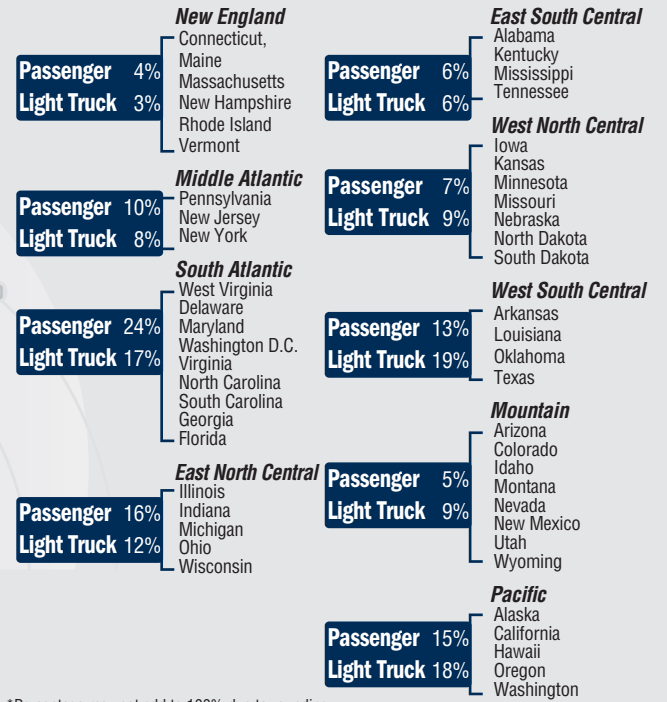 New England
Passenger 4%
Light Truck 3%
Connecticut,
Maine
Massachusetts
New Hampshire
Rhode Island
Vermont
Middle Atlantic
Passenger 10%
Light Truck 8%
Pennsylvania
New Jersey
New York
South Atlantic
Passenger 24%
Light Truck 17%
West Virginia
Delaware
Maryland
Washington D.C.
Virginia
North Carolina
South Carolina
Georgia
Florida
East North Central
Passenger 16%
Light Truck 12%
Illinois
Indiana
Michigan
Ohio
Wisconsin
East South Central
Passenger 6%
Light Truck 6%
Alabama
Kentucky
Mississippi
Tennessee
West North Central
Passenger 7%
Light Truck 9%
Iowa
Kansas
Minnesota
Missouri
Nebraska
North Dakota
South Dakota
West South Central
Passenger 13%
Light Truck 19%
Arkansas
Louisiana
Oklahoma
Texas
Mountain
Passenger 5%
Light Truck 9%
Arizona
Colorado
Idaho
Montana
Nevada
New Mexico
Utah
Wyoming
Pacific
Passenger 15%
Light Truck 18%
Alaska
California
Hawaii
Oregon
Washington